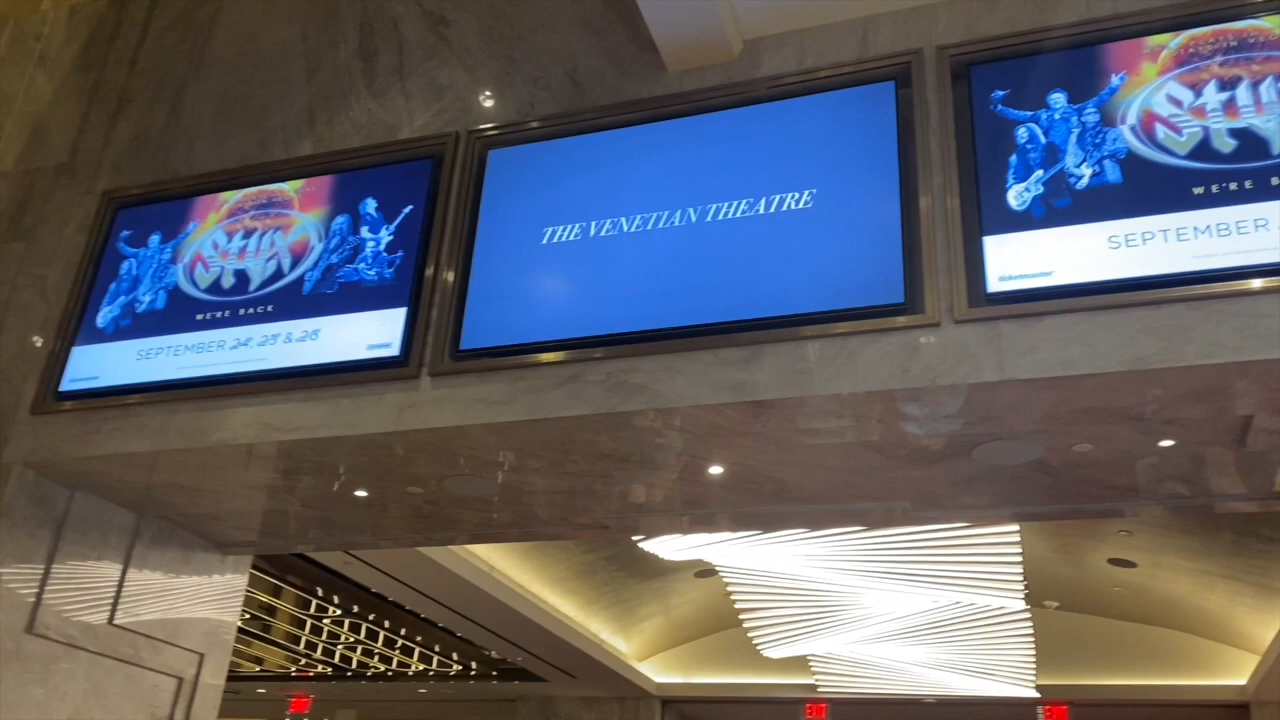 Styx
WE'RE BACK
SEPTEMBER 24, 25 & 26
THE VENETIAN THEATRE
Styx
WE'RE
SEPTEMBER
ticketmaster
EXIT
EXIT
EXIT